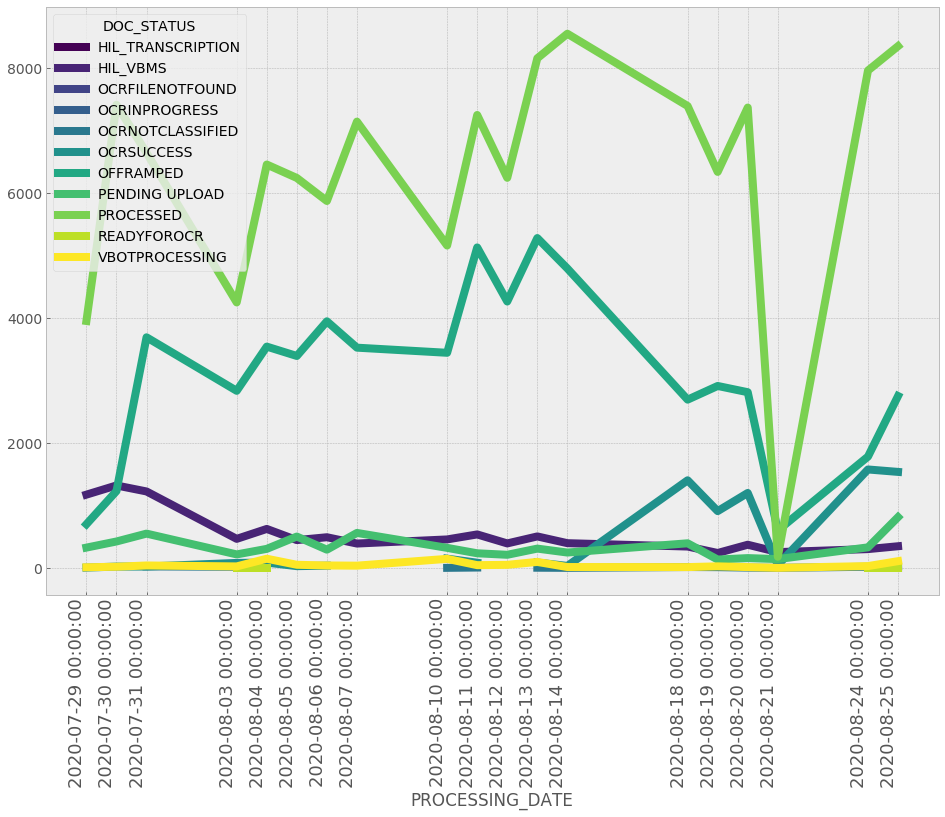 DOC_STATUS
HIL_TRANSCRIPTION
HIL_VBMS
OCRFILENOTFOUND
OCRINPROGRESS
OCRNOTCLASSIFIED
OCRSUCCESS
OFFRAMPED
PENDING UPLOAD
PROCESSED
READYFOROCR
VBOTPROCESSING
8000
6000
4000
2000
0
2020-07-29 00:00:00
2020-07-30 00:00:00
2020-07-31 00:00:00
2020-08-03 00:00:00
2020-08-04 00:00:00
2020-08-05 00:00:00
2020-08-06 00:00:00
2020-08-07 00:00:00
2020-08-10 00:00:00
2020-08-11 00:00:00
2020-08-12 00:00:00
2020-08-13 00:00:00
2020-08-14 00:00:00
2020-08-18 00:00:00
2020-08-19 00:00:00
2020-08-20 00:00:00
2020-08-21 00:00:00
2020-08-24 00:00:00
2020-08-25 00:00:00
PROCESSING_DATE